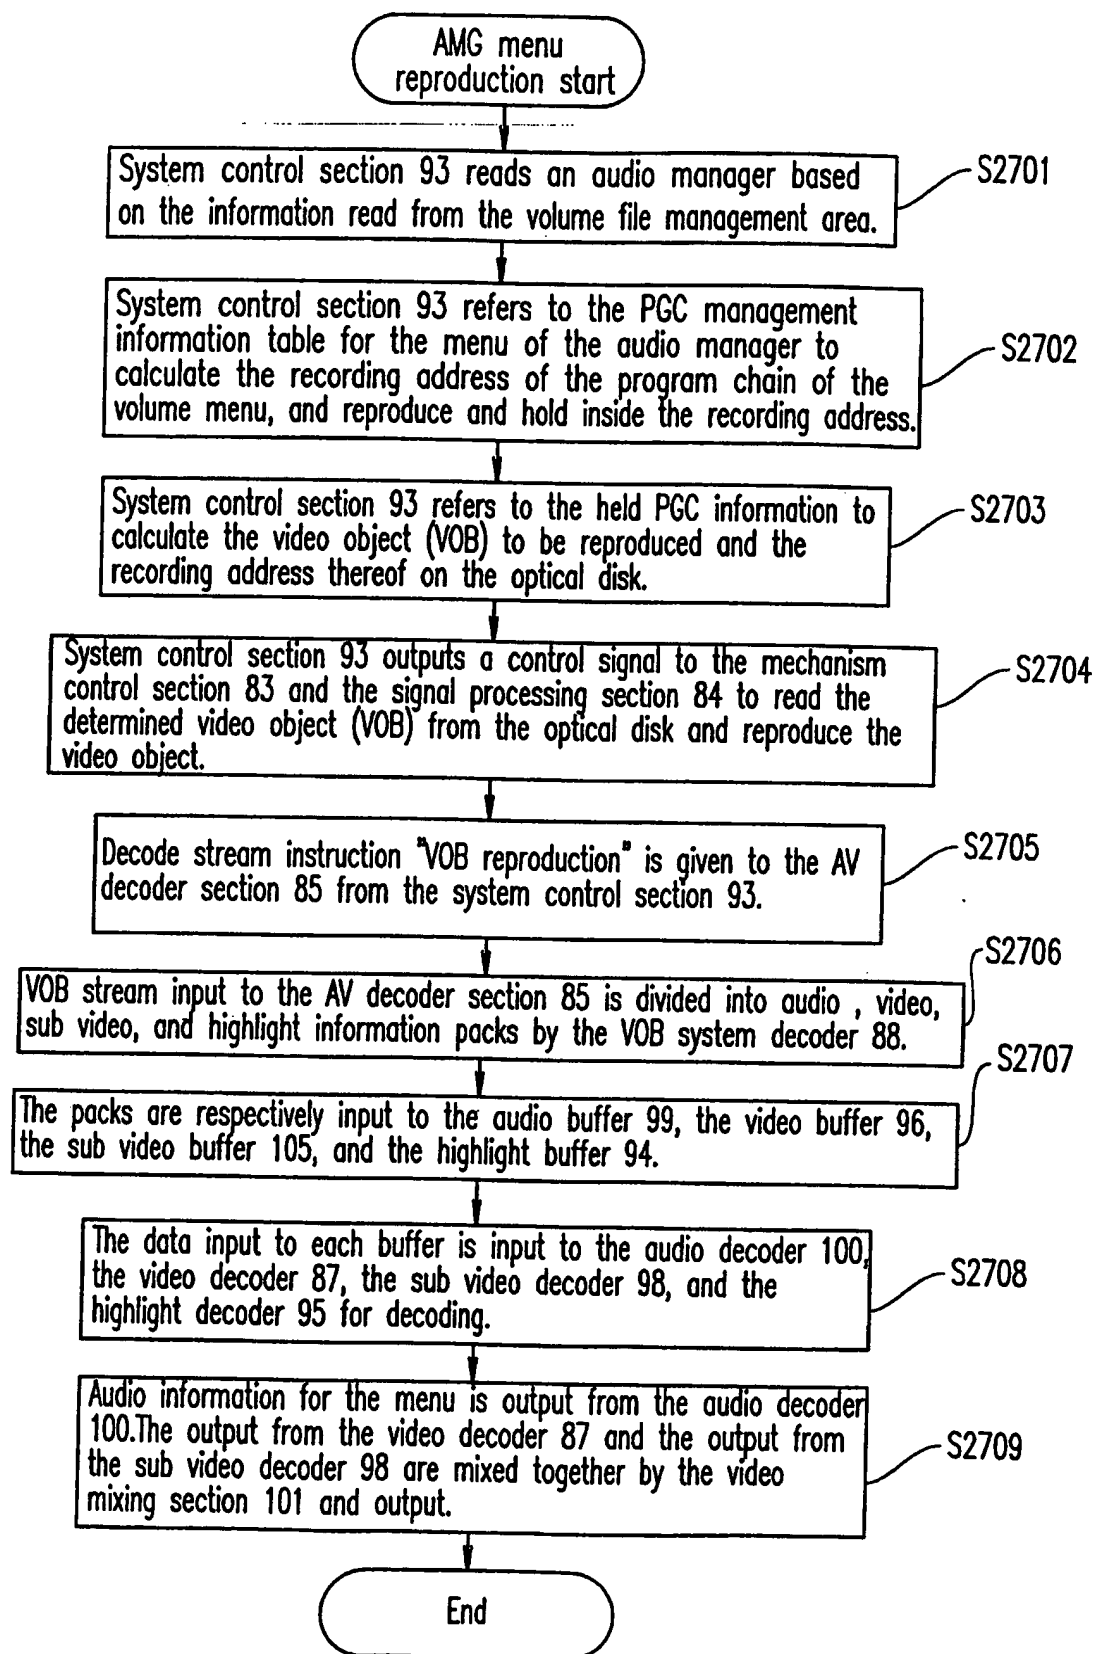 AMG menu
reproduction start
System control section 93 reads an audio manager based
on the information read from the volume file management area.
S2701
System control section 93 refers to the PGC management
information table for the menu of the audio manager to
calculate the recording address of the program chain of the
volume menu, and reproduce and hold inside the recording address.
S2702
System control section 93 refers to the held PGC information to
calculate the video object (VOB) to be reproduced and the
recording address thereof on the optical disk.
S2703
System control section 93 outputs a control signal to the mechanism
control section 83 and the signal processing section 84 to read the
determined video object (VOB) from the optical disk and reproduce the
video object.
S2704
Decode stream instruction "VOB reproduction" is given to the AV
decoder section 85 from the system control section 93.
S2705
VOB stream input to the AV decoder section 85 is divided into audio , video,
sub video, and highlight information packs by the VOB system decoder 88.
S2706
The packs are respectively input to the audio buffer 99, the video buffer 96,
the sub video buffer 105, and the highlight buffer 94.
S2707
The data input to each buffer is input to the audio decoder 100,
the video decoder 87, the sub video decoder 98, and the
highlight decoder 95 for decoding.
S2708
Audio information for the menu is output from the audio decoder
100.The output from the video decoder 87 and the output from
the sub video decoder 98 are mixed together by the video
mixing section 101 and output.
S2709
End